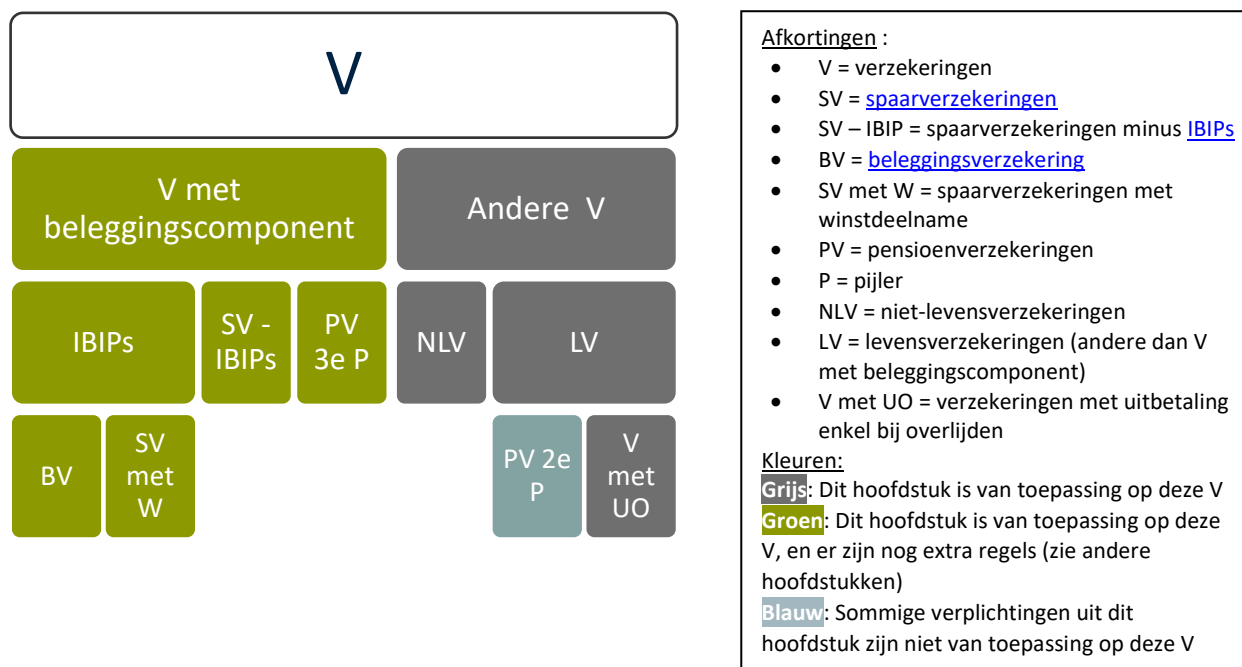 V
V met
beleggingscomponent
Andere V
IBIPs
SV -
IBIPs
PV
3e P
NLV
LV
BV
SV
met
W
PV 2e
P
V
met
UO
Afkortingen :
• V = verzekeringen
• SV = spaarverzekeringen
• SV – IBIP = spaarverzekeringen minus IBIPs
• BV = beleggingsverzekering
• SV met W = spaarverzekeringen met
winstdeelname
• PV = pensioenverzekeringen
• P = pijler
• NLV = niet-levensverzekeringen
• LV = levensverzekeringen (andere dan V
met beleggingscomponent)
• V met UO = verzekeringen met uitbetaling
enkel bij overlijden
Kleuren:
Grijs: Dit hoofdstuk is van toepassing op deze V
Groen: Dit hoofdstuk is van toepassing op deze
V, en er zijn nog extra regels (zie andere
hoofdstukken)
Blauw: Sommige verplichtingen uit dit
hoofdstuk zijn niet van toepassing op deze V